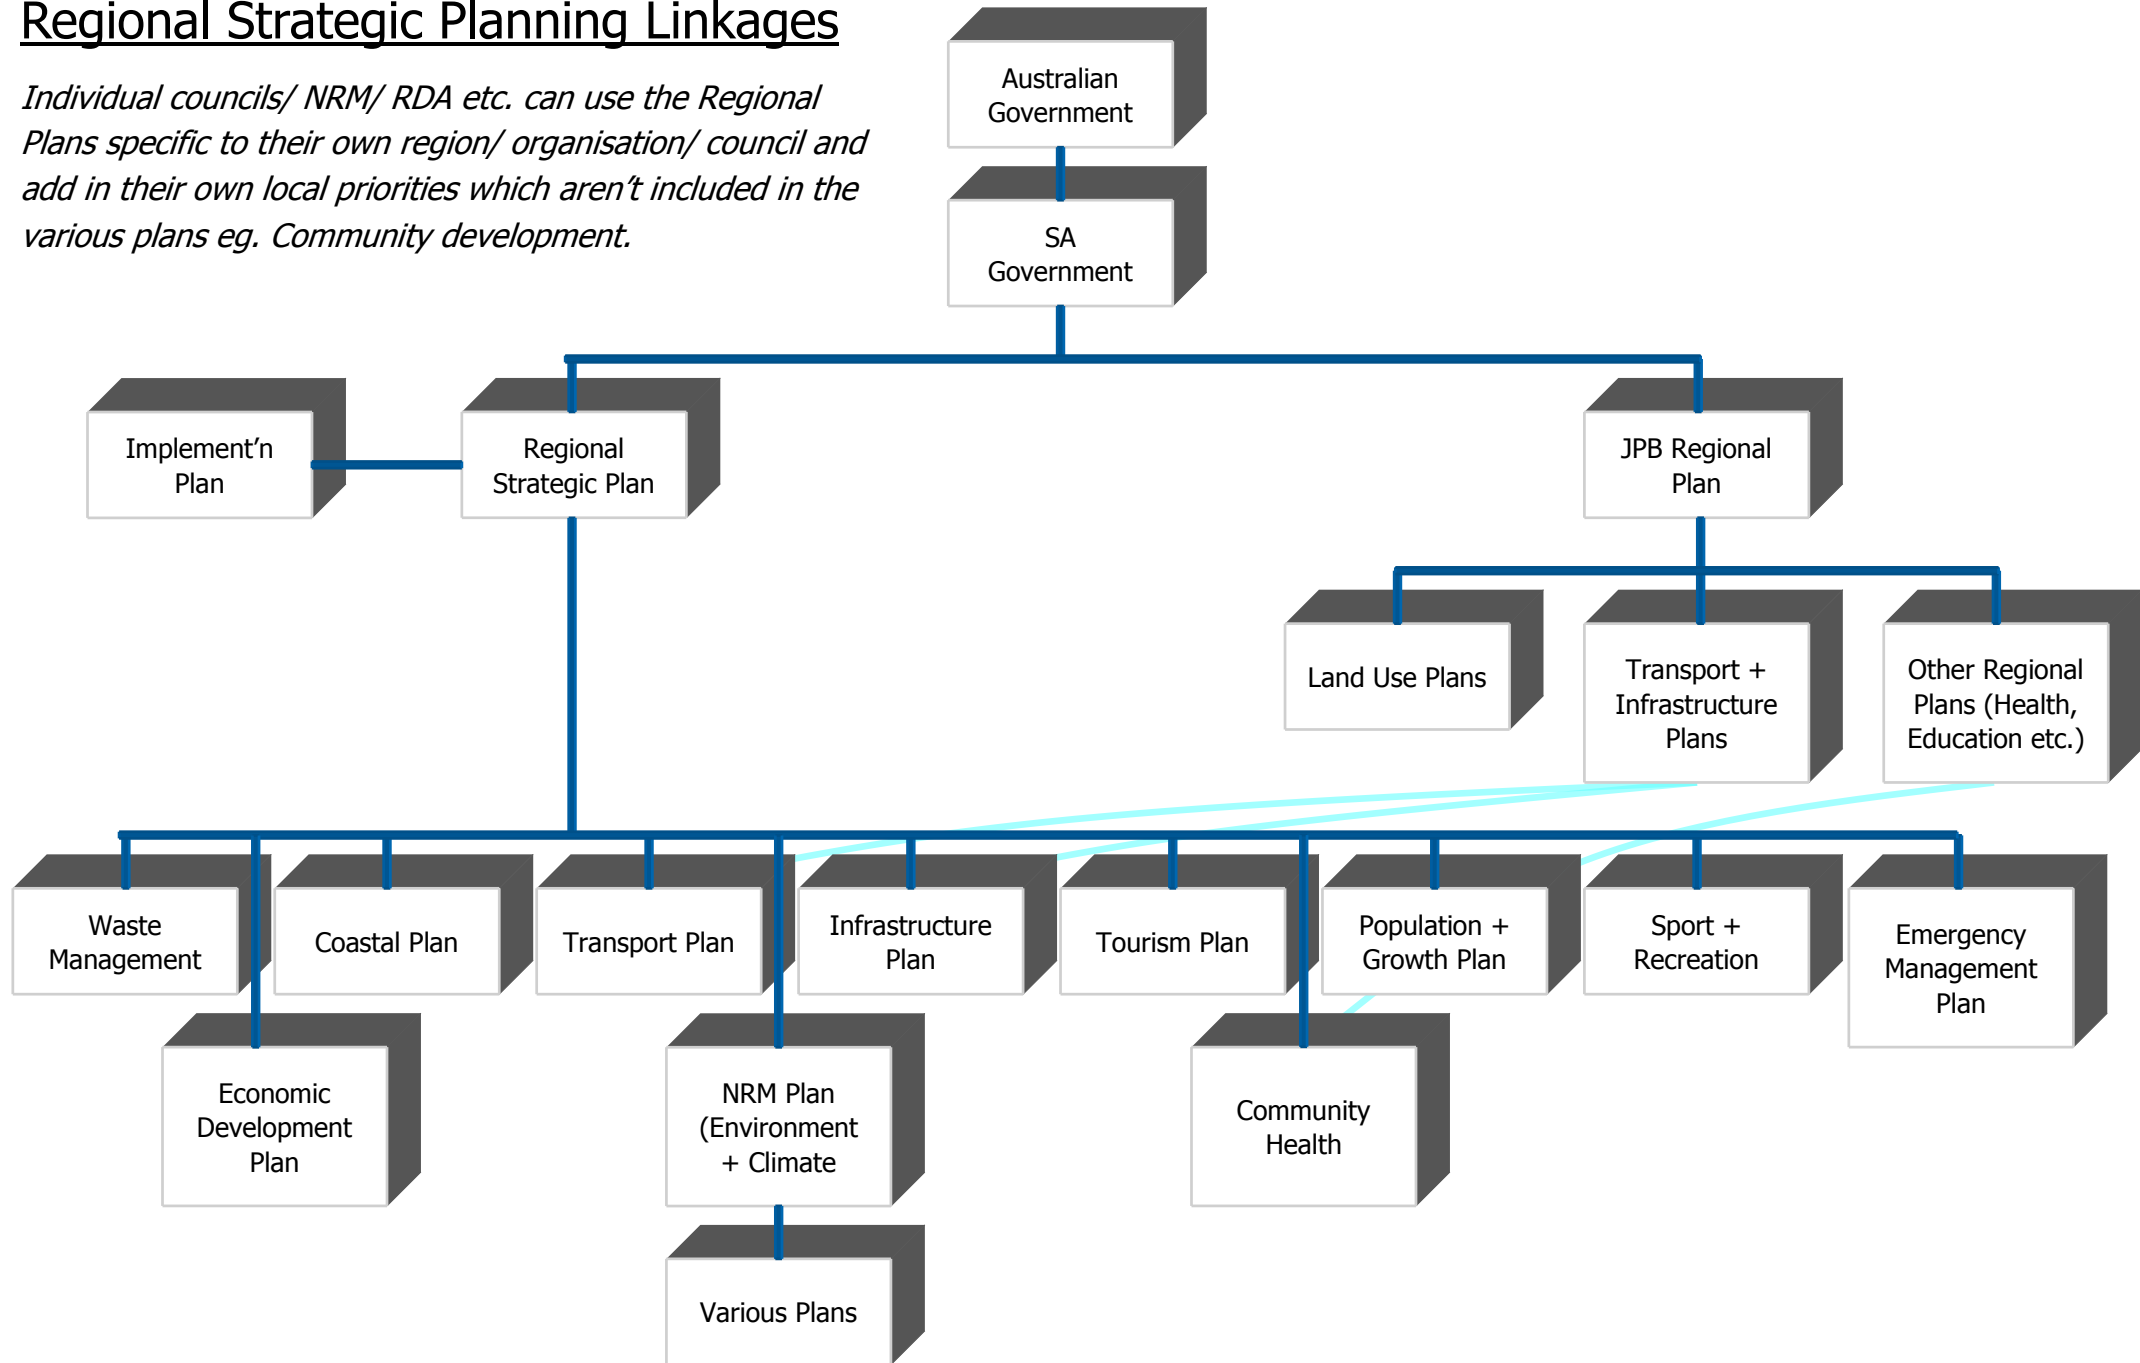 Regional Strategic Planning Linkages
Individual councils/ NRM/ RDA etc. can use the Regional
Plans specific to their own region/ organisation/ council and
add in their own local priorities which aren’t included in the
various plans eg. Community development.
Australian
Government
SA
Government
Implement’n
Plan
Regional
Strategic Plan
JPB Regional
Plan
Land Use Plans
Transport +
Infrastructure
Plans
Other Regional
Plans (Health,
Education etc.)
Waste
Management
Coastal Plan
Transport Plan
Infrastructure
Plan
Tourism Plan
Population +
Growth Plan
Sport +
Recreation
Emergency
Management
Plan
Economic
Development
Plan
NRM Plan
(Environment
+ Climate
Community
Health
Various Plans